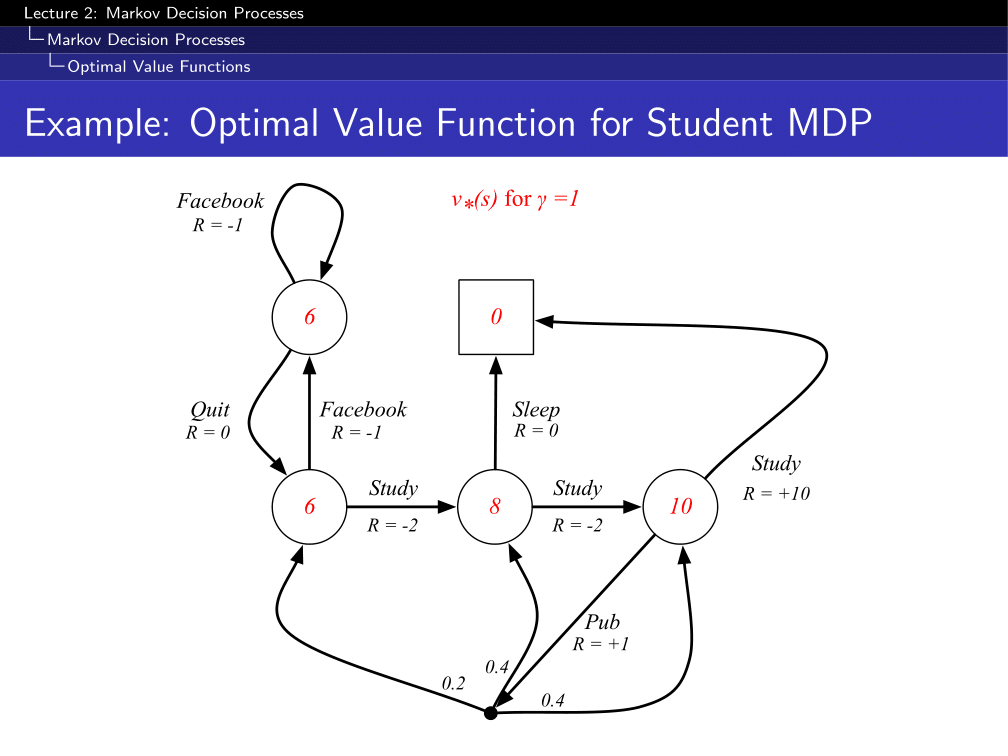 Lecture 2: Markov Decision Processes
Markov Decision Processes
Optimal Value Functions
Example: Optimal Value Function for Student MDP
v*(s) for γ =1
Facebook
R = -1
6
0
Quit
R = 0
Facebook
R = -1
Sleep
R = 0
Study
R = +10
6
Study
R = -2
8
Study
R = -2
10
Pub
R = +1
0.4
0.2
0.4